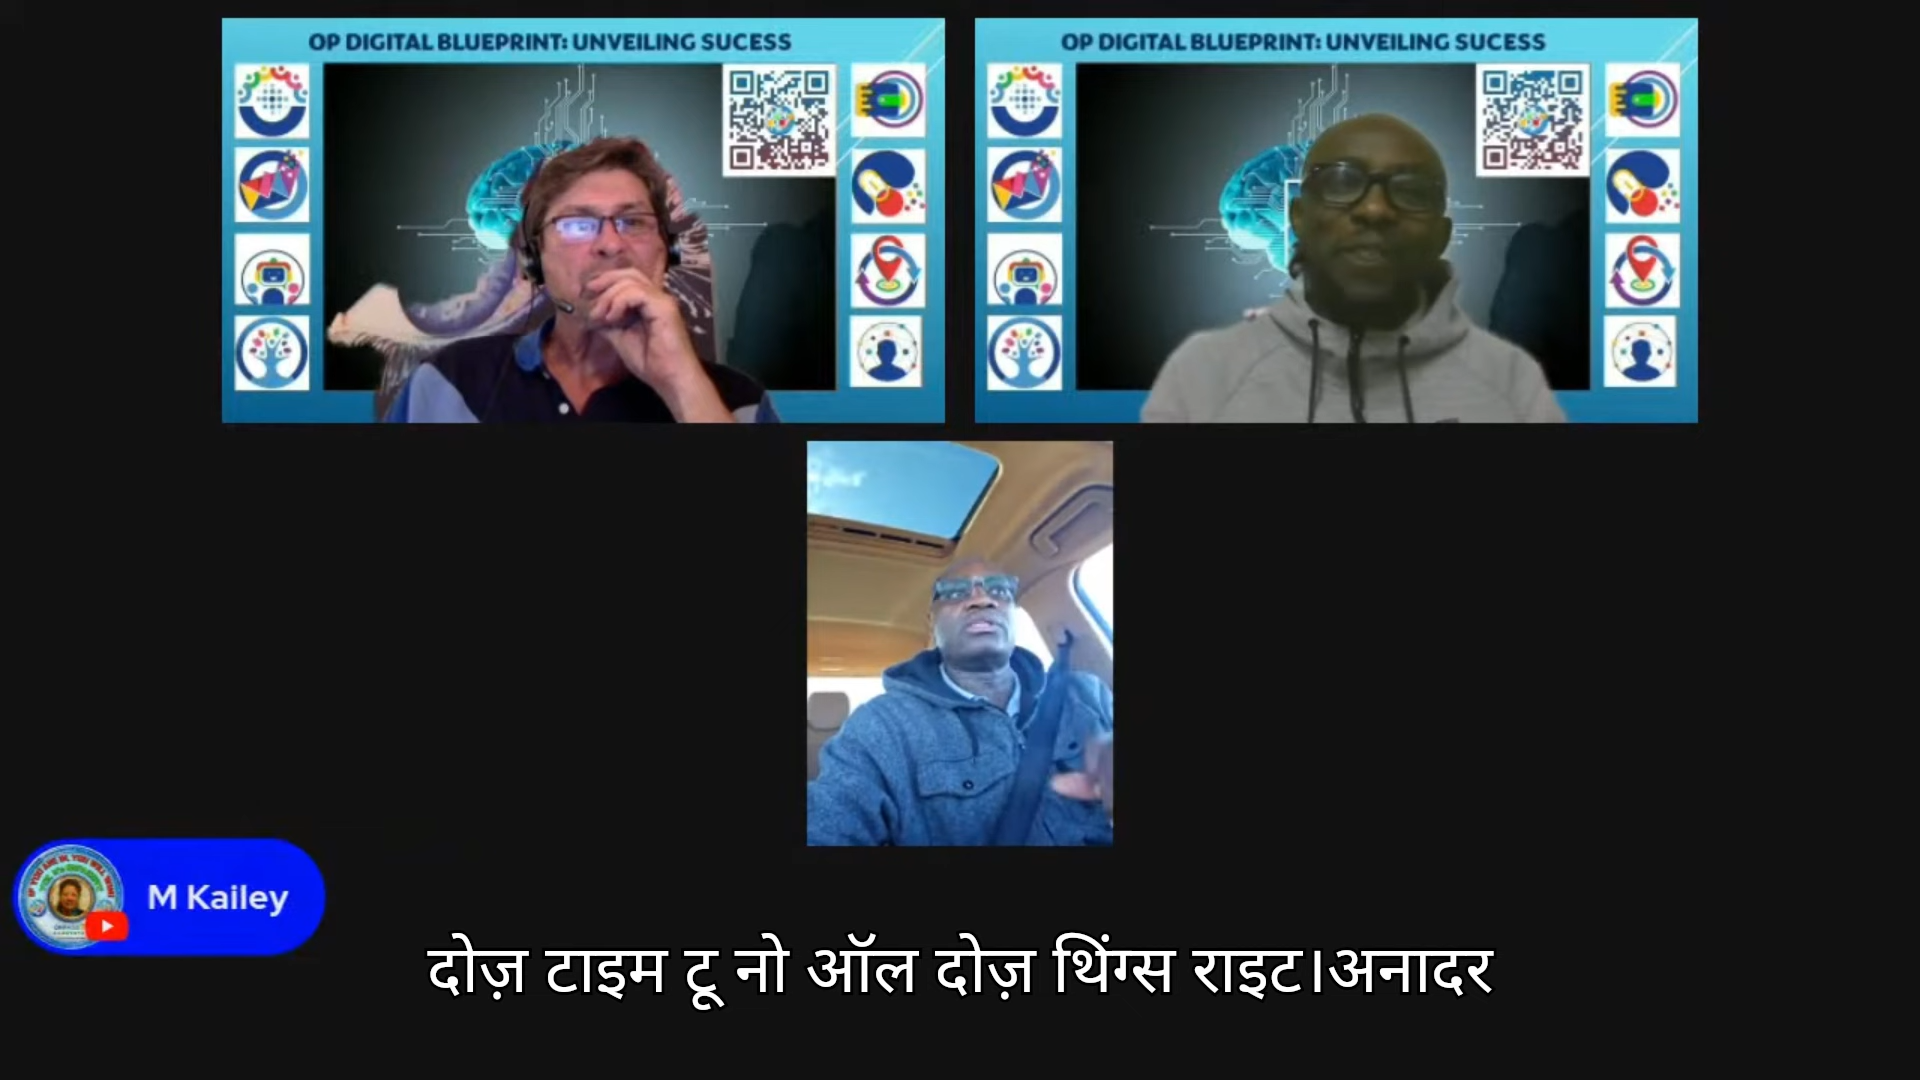 OP DIGITAL BLUEPRINT: UNVEILING SUCESS
OP DIGITAL BLUEPRINT: UNVEILING SUCESS
M Kailey
दोज़ टाइम टू नो ऑल दोज़ थिंग्स राइट।अनादर